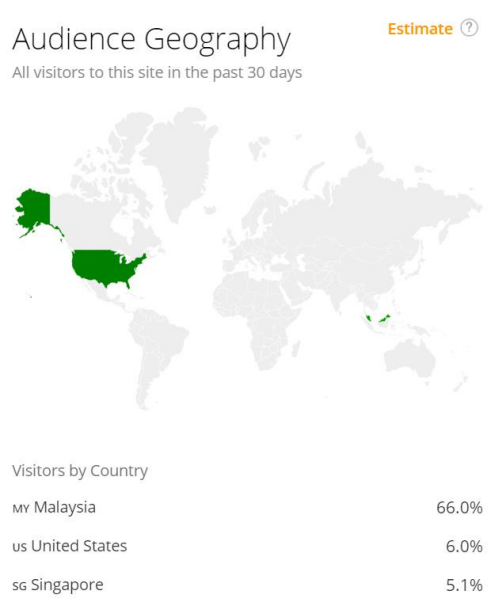 Audience Geography
Estimate ?
All visitors to this site in the past 30 days
Visitors by Country
MY Malaysia 66.0%
US United States 6.0%
SG Singapore 5.1%